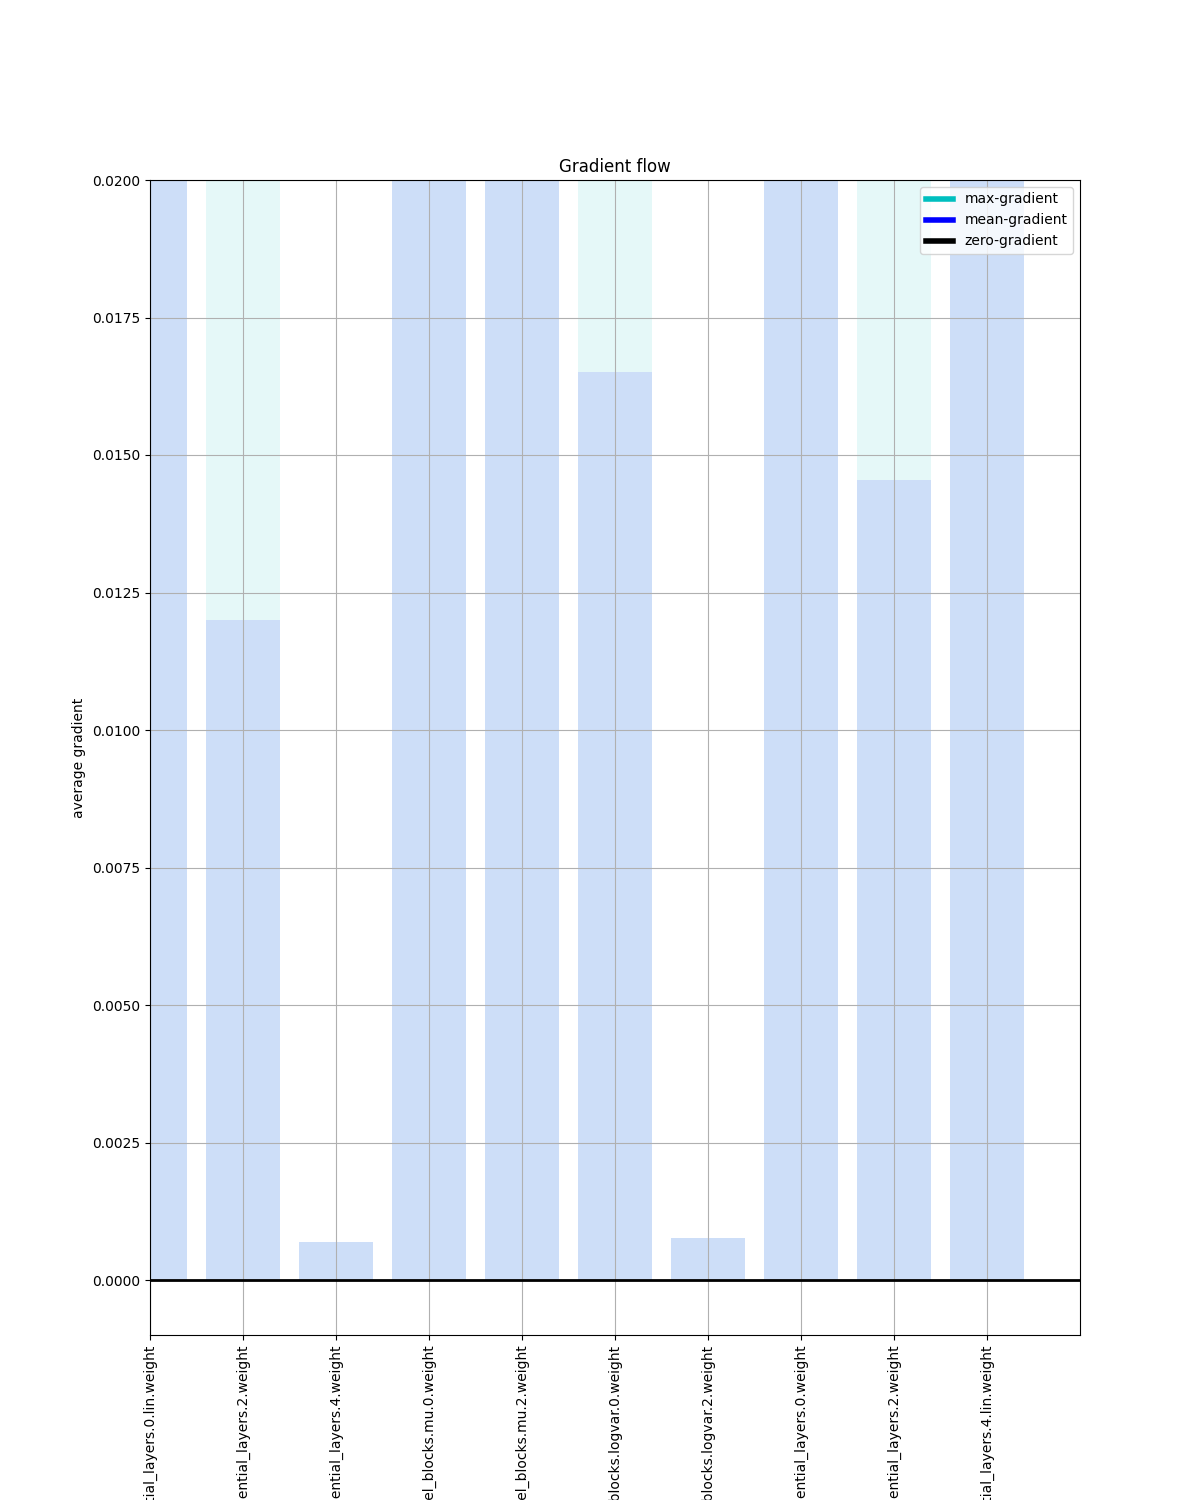 Gradient flow
max-gradient
mean-gradient
zero-gradient
0.0200
0.0175
0.0150
0.0125
0.0100
0.0075
0.0050
0.0025
0.0000
average gradient
tial_layers.0.lin.weight
ential_layers.2.weight
ential_layers.4.weight
el_blocks.mu.0.weight
el_blocks.mu.2.weight
blocks.logvar.0.weight
blocks.logvar.2.weight
ential_layers.0.weight
ential_layers.2.weight
tial_layers.4.lin.weight